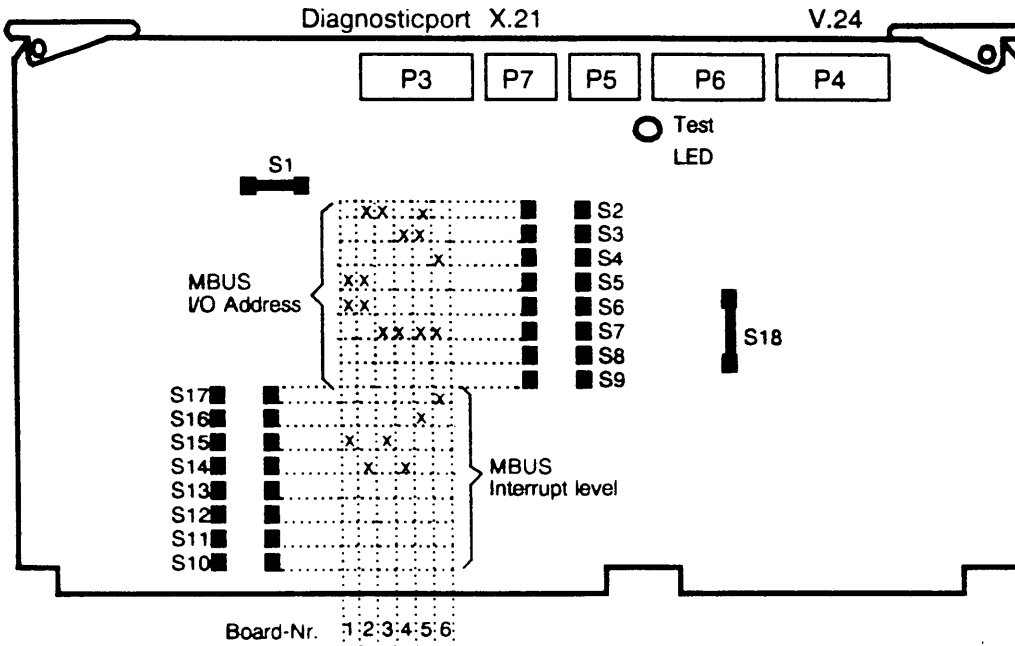 Diagnosticport X.21 V.24
P3 P7 P5 P6 P4
Test
LED
S1
MBUS
I/O Address
x x x S2
x x S3
x S4
x x S5
x x S6
x x x x S7
S8
S9
S18
S17 x
S16 x
S15 x x
S14 x x
S13
S12
S11
S10
MBUS
Interrupt level
Board-Nr. 1 2 3 4 5 6